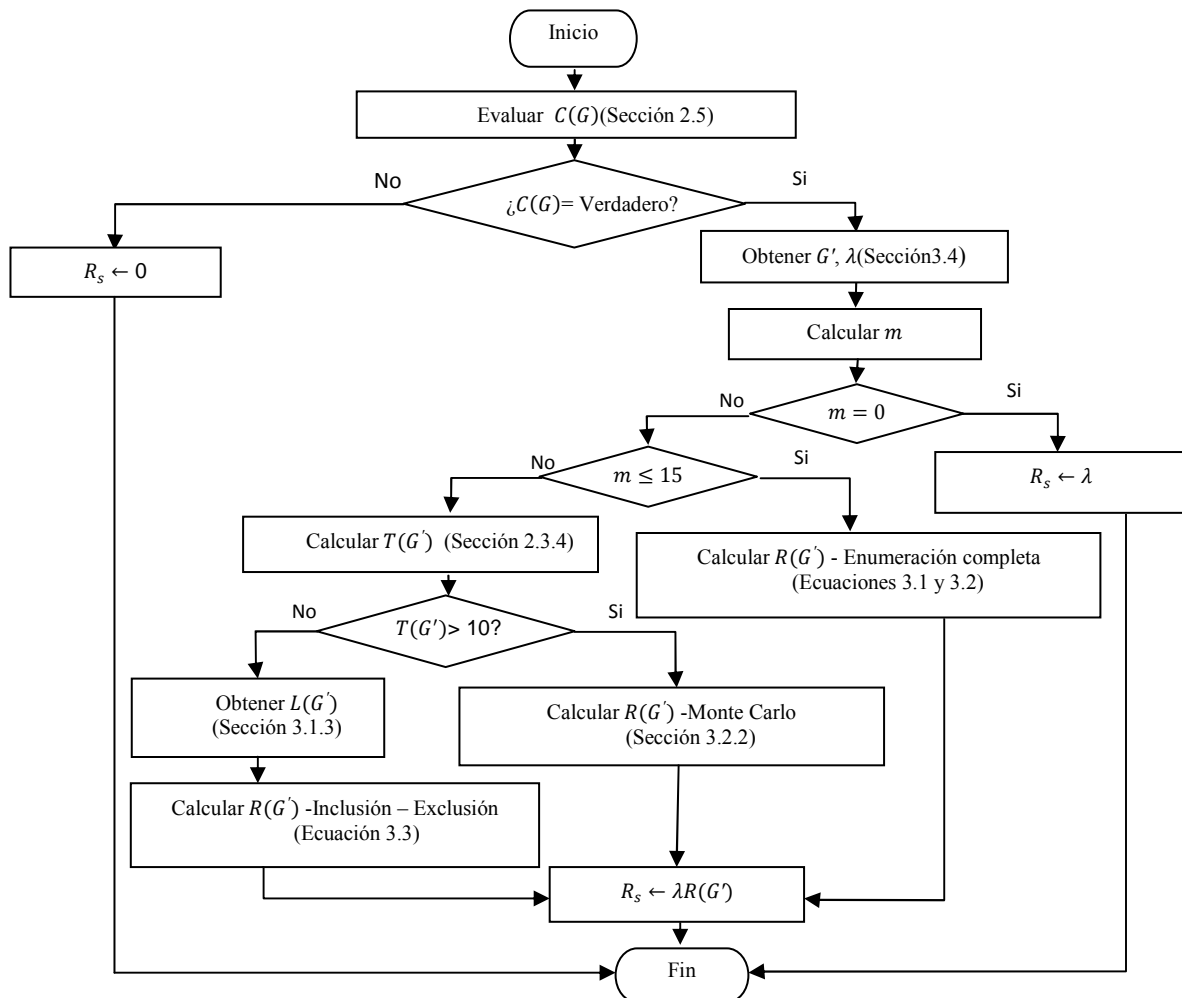 Inicio
Evaluar C(G)(Sección 2.5)
No
Si
¿C(G)= Verdadero?
R_s ← 0
Obtener G′, λ(Sección3.4)
Calcular m
No
Si
m = 0
No
Si
m ≤ 15
R_s ← λ
Calcular T(G′) (Sección 2.3.4)
Calcular R(G′) - Enumeración completa
(Ecuaciones 3.1 y 3.2)
No
Si
T(G′)> 10?
Obtener L(G′)
(Sección 3.1.3)
Calcular R(G′) -Monte Carlo
(Sección 3.2.2)
Calcular R(G′) -Inclusión – Exclusión
(Ecuación 3.3)
R_s ← λR(G′)
Fin